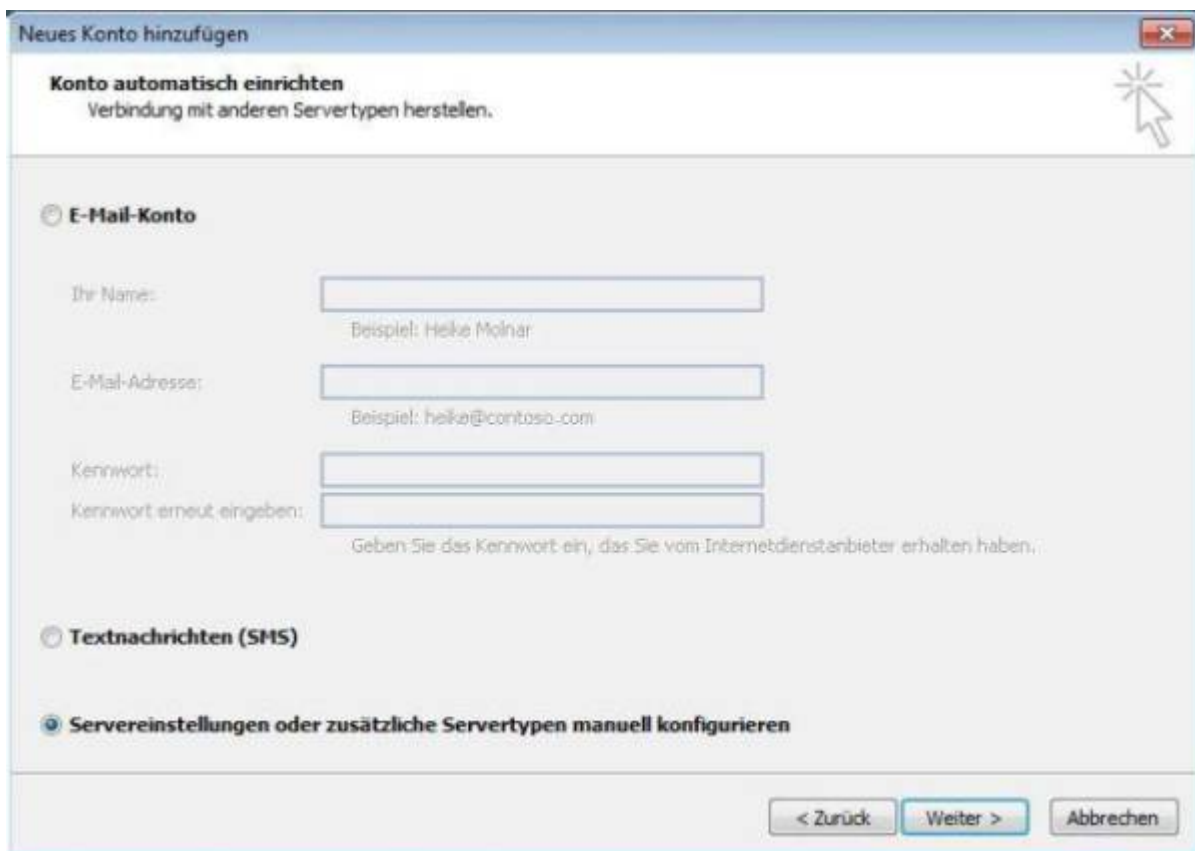 Neues Konto hinzufügen
Konto automatisch einrichten
Verbindung mit anderen Servertypen herstellen.
E-Mail-Konto
Ihr Name:
Beispiel: Heike Molnar
E-Mail-Adresse:
Beispiel: heike@contoso.com
Kennwort:
Kennwort erneut eingeben:
Geben Sie das Kennwort ein, das Sie vom Internetdienstanbieter erhalten haben.
Textnachrichten (SMS)
Servereinstellungen oder zusätzliche Servertypen manuell konfigurieren
< Zurück Weiter > Abbrechen